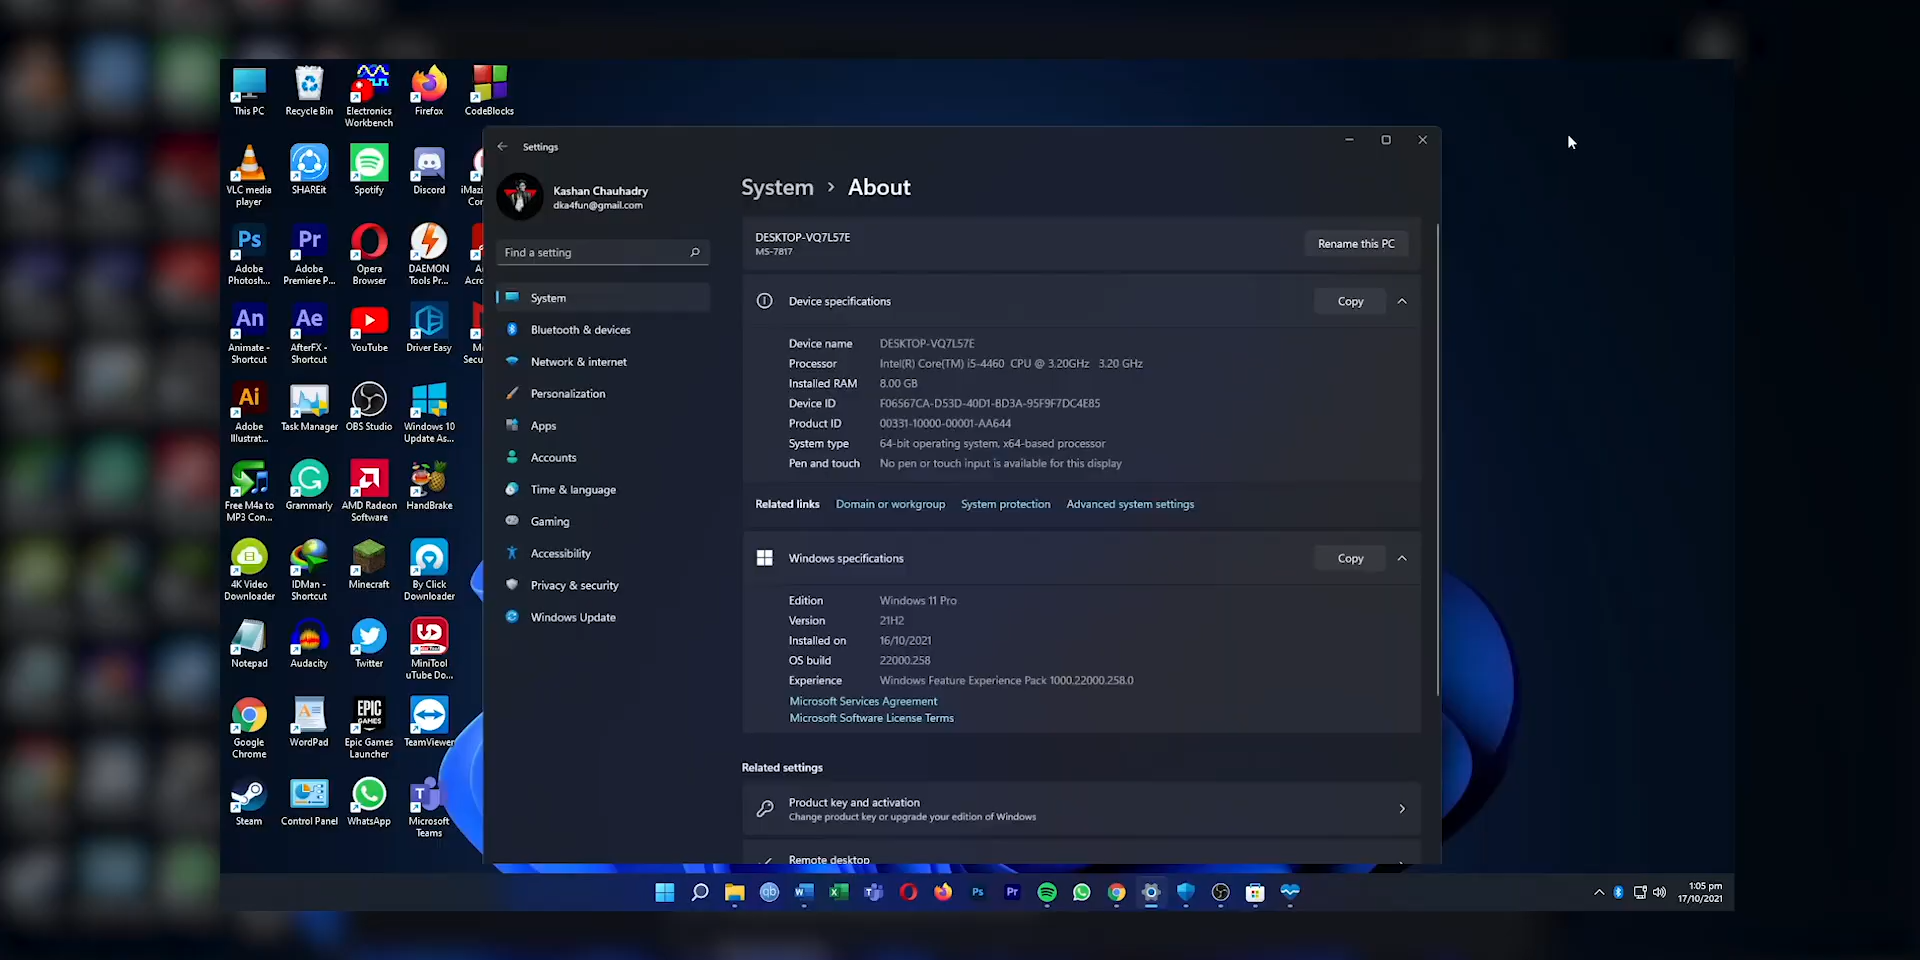 This PC
Recycle Bin
Electronics
Workbench
Firefox
CodeBlocks
VLC media
player
SHAREit
Spotify
Discord
iMazi
Ps
Adobe
Photosh...
Pr
Adobe
Premiere P...
Opera
Browser
DAEMON
Tools Pr...
An
Animate -
Shortcut
Ae
AfterFX -
Shortcut
YouTube
Driver Easy
Ai
Adobe
Illustrat...
Task Manager
OBS Studio
Windows 10
Update As...
Free M4a to
MP3 Con...
Grammarly
AMD Radeon
Software
HandBrake
4K Video
Downloader
IDMan -
Shortcut
Minecraft
By Click
Downloader
Notepad
Audacity
Twitter
UD
MiniTool
uTube Do...
Google
Chrome
WordPad
EPIC
GAMES
Epic Games
Launcher
TeamViewer
Steam
Control Panel
WhatsApp
Microsoft
Teams
Settings
Kashan Chauhadry
dka4fun@gmail.com
Find a setting
System
Bluetooth & devices
Network & internet
Personalization
Apps
Accounts
Time & language
Gaming
Accessibility
Privacy & security
Windows Update
System › About
DESKTOP-VQ7L57E
MS-7817
Rename this PC
Device specifications
Copy
Device name DESKTOP-VQ7L57E
Processor Intel(R) Core(TM) i5-4460 CPU @ 3.20GHz 3.20 GHz
Installed RAM 8.00 GB
Device ID F06567CA-D53D-40D1-BD3A-95F9F7DC4E85
Product ID 00331-10000-00001-AA644
System type 64-bit operating system, x64-based processor
Pen and touch No pen or touch input is available for this display
Related links Domain or workgroup System protection Advanced system settings
Windows specifications
Copy
Edition Windows 11 Pro
Version 21H2
Installed on 16/10/2021
OS build 22000.258
Experience Windows Feature Experience Pack 1000.22000.258.0
Microsoft Services Agreement
Microsoft Software License Terms
Related settings
Product key and activation
Change product key or upgrade your edition of Windows
Remote desktop
qb
Ps
Pr
1:05 pm
17/10/2021